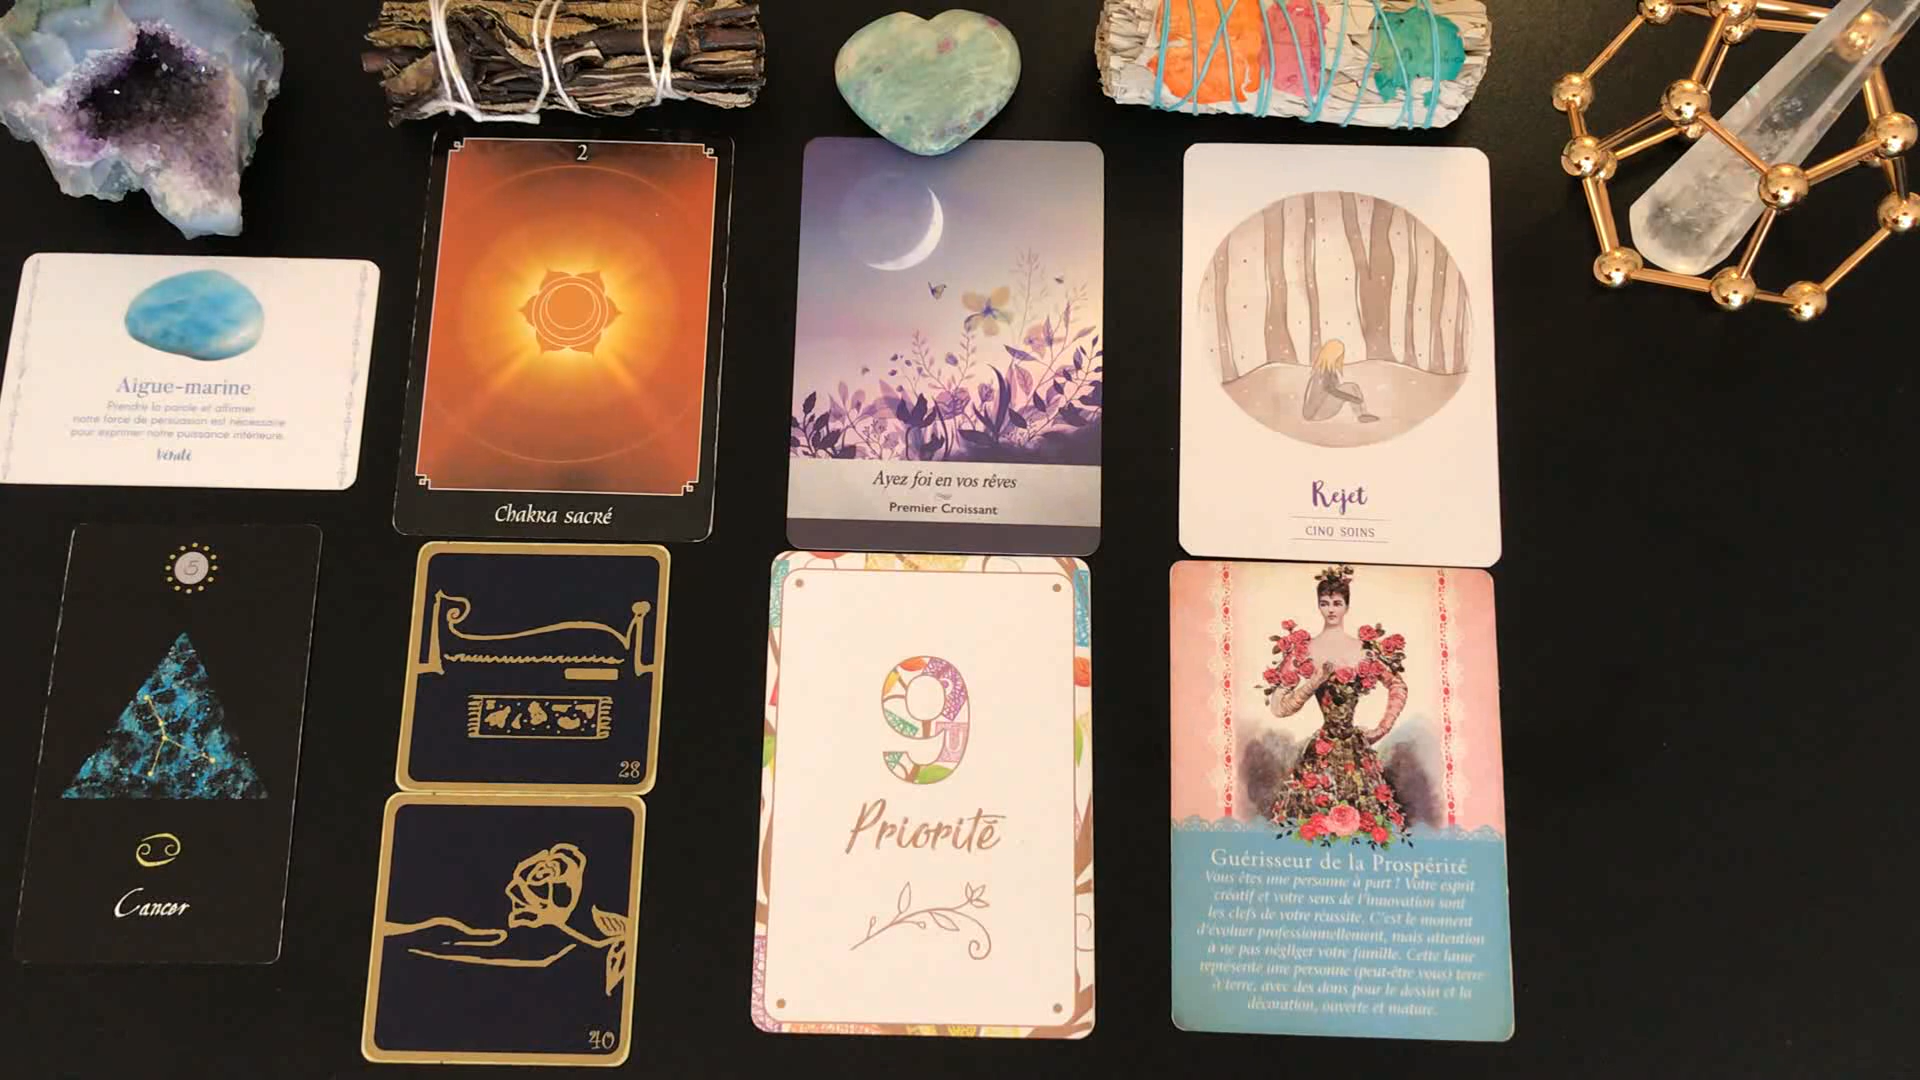 2
Chakra sacré
Ayez foi en vos rêves
Premier Croissant
Rejet
CINQ SOINS
Aigue-marine
Prendre la parole et affirmer
notre force de persuasion est nécessaire
pour exprimer notre puissance intérieure.
Vérité
5
Cancer
28
40
9
Priorité
Guérisseur de la Prospérité
Vous êtes une personne à part ! Votre esprit
créatif et votre sens de l'innovation sont
les clefs de votre réussite. C'est le moment
d'évoluer professionnellement, mais attention
à ne pas négliger votre famille. Cette lame
représente une personne (peut-être vous) terre
à terre, avec des dons pour le dessin et la
décoration, ouverte et mature.